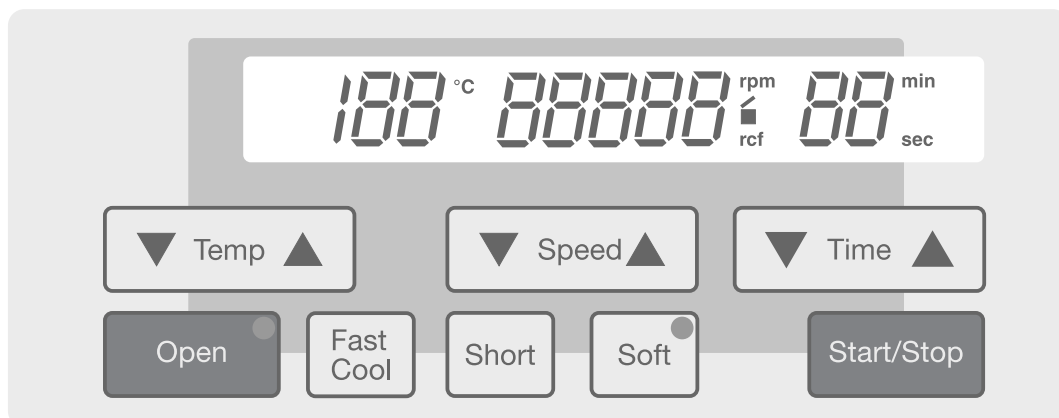 188 °C 88888 rpm 88 min
rcf sec
Temp Speed Time
Open Fast Cool Short Soft Start/Stop